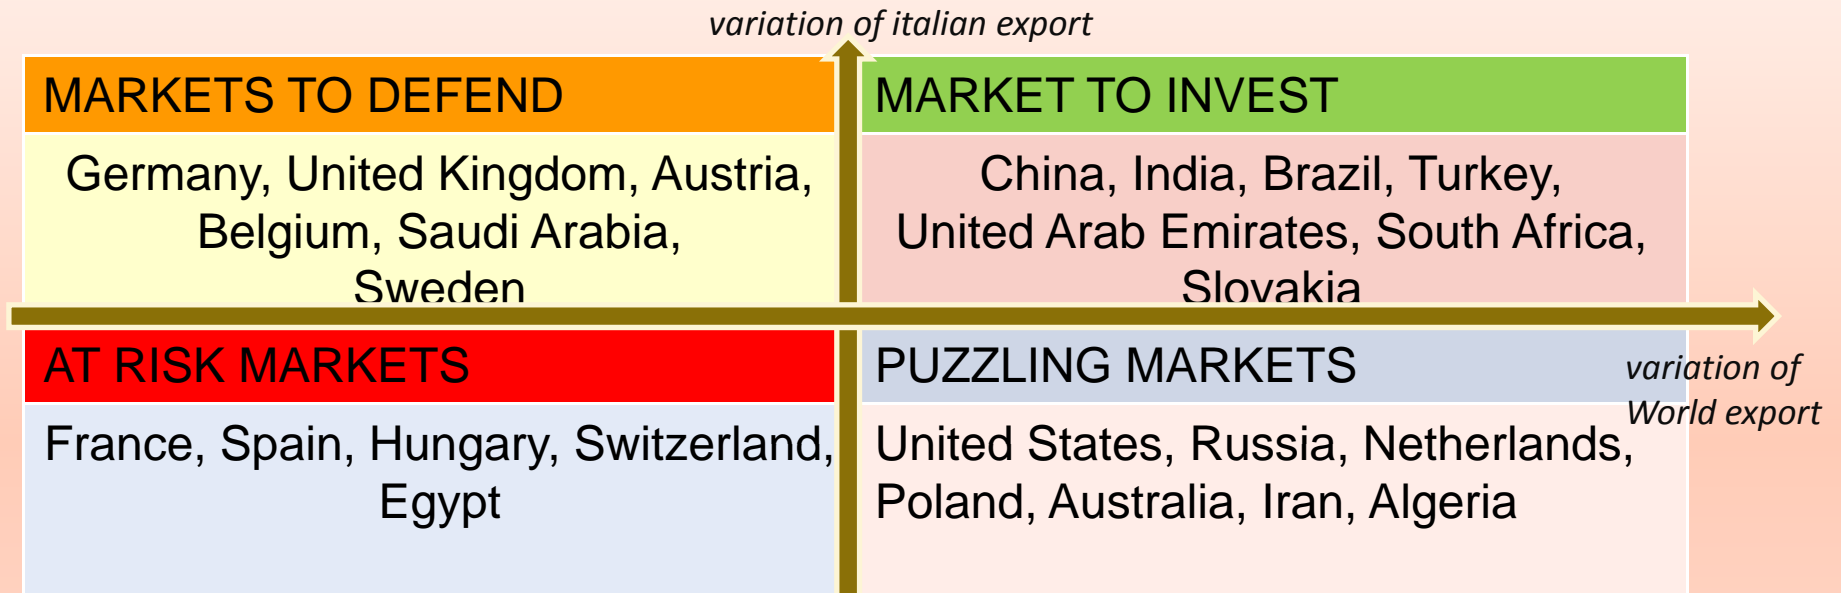 variation of italian export
MARKETS TO DEFEND
Germany, United Kingdom, Austria,
Belgium, Saudi Arabia,
Sweden
MARKET TO INVEST
China, India, Brazil, Turkey,
United Arab Emirates, South Africa,
Slovakia
AT RISK MARKETS
France, Spain, Hungary, Switzerland,
Egypt
PUZZLING MARKETS
United States, Russia, Netherlands,
Poland, Australia, Iran, Algeria
variation of
World export